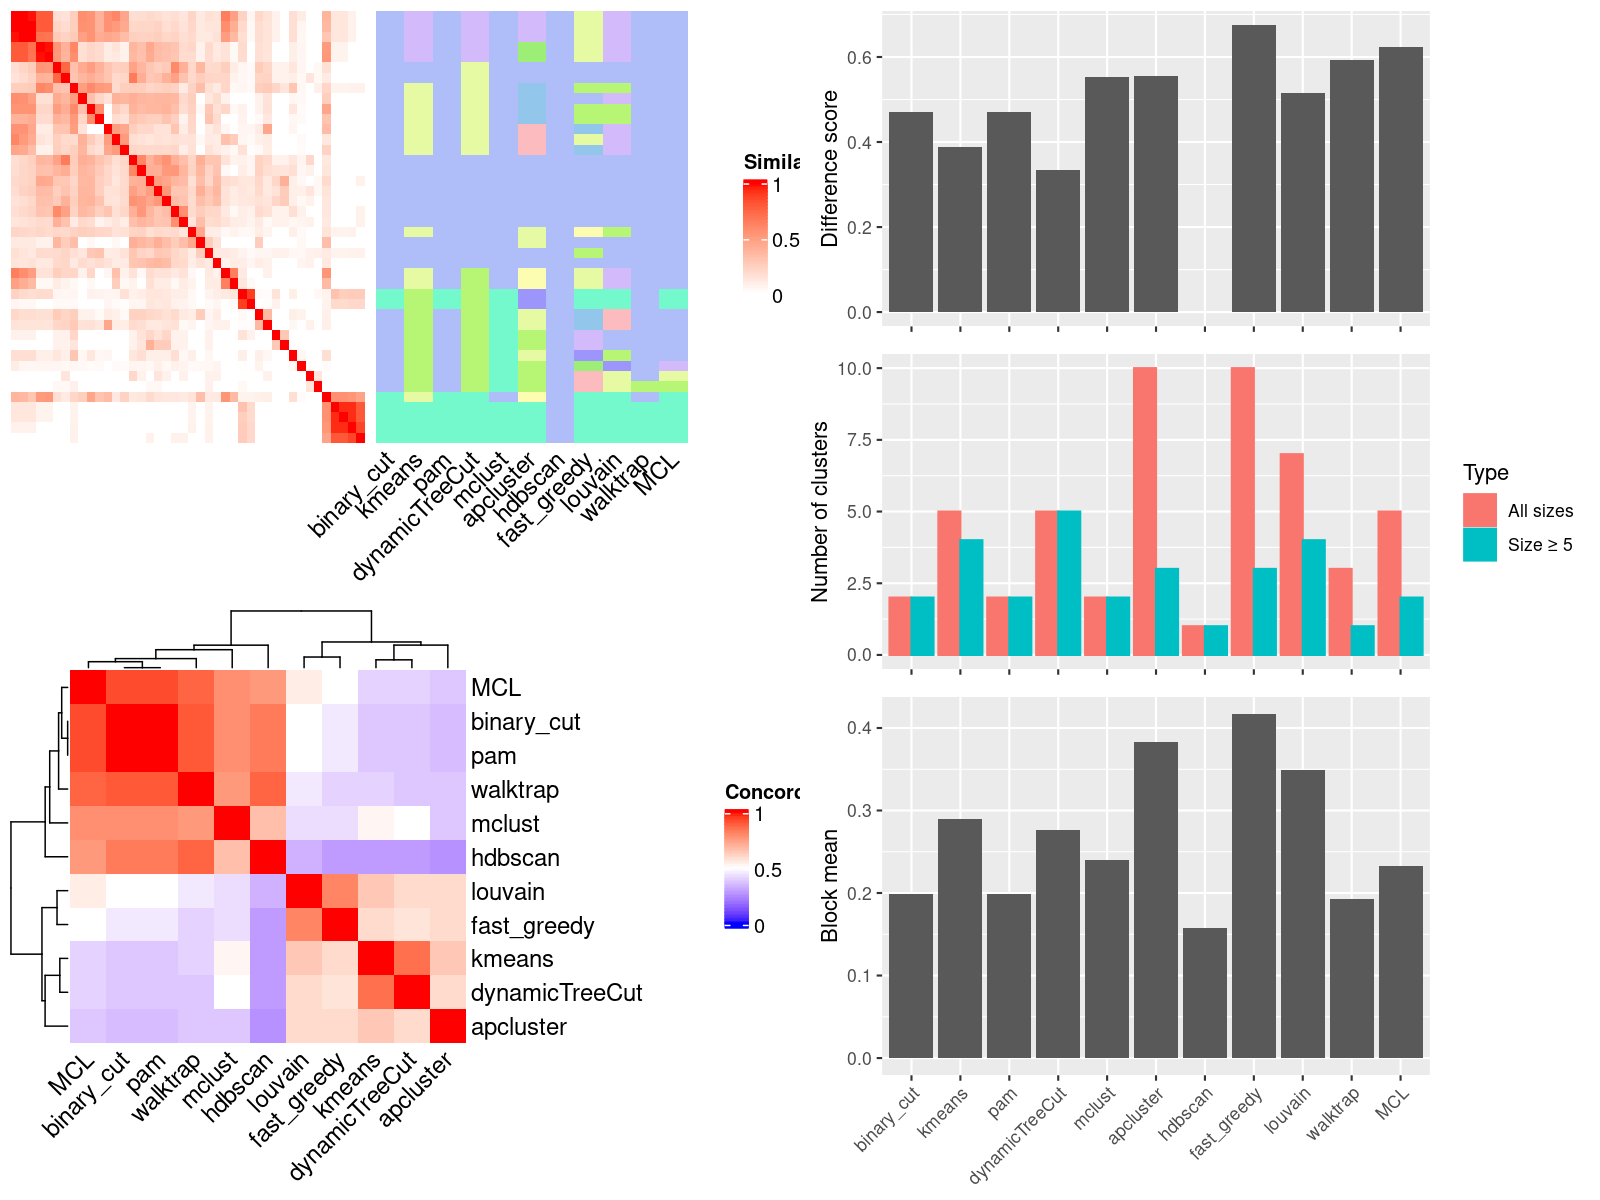 Simila
1
0.5
0
binary_cut
kmeans
pam
dynamicTreeCut
mclust
apcluster
hdbscan
fast_greedy
louvain
walktrap
MCL
MCL
binary_cut
pam
walktrap
mclust
hdbscan
louvain
fast_greedy
kmeans
dynamicTreeCut
apcluster
MCL
binary_cut
pam
walktrap
mclust
hdbscan
louvain
fast_greedy
kmeans
dynamicTreeCut
apcluster
Concord
1
0.5
0
Difference score
0.6
0.4
0.2
0.0
Number of clusters
10.0
7.5
5.0
2.5
0.0
Type
All sizes
Size ≥ 5
Block mean
0.4
0.3
0.2
0.1
0.0
binary_cut
kmeans
pam
dynamicTreeCut
mclust
apcluster
hdbscan
fast_greedy
louvain
walktrap
MCL